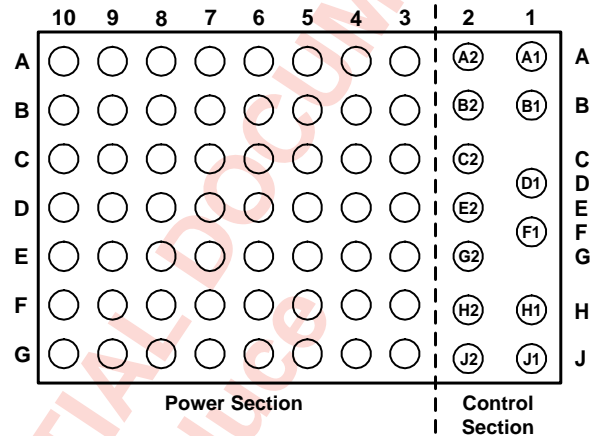 10 9 8 7 6 5 4 3 2 1
A A2 A1 A
B B2 B1 B
C C2 C
D1 D
D E2 E
F1 F
E G2 G
F H2 H1 H
G J2 J1 J
Power Section Control
Section